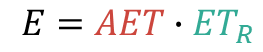 E = AET · ET_R